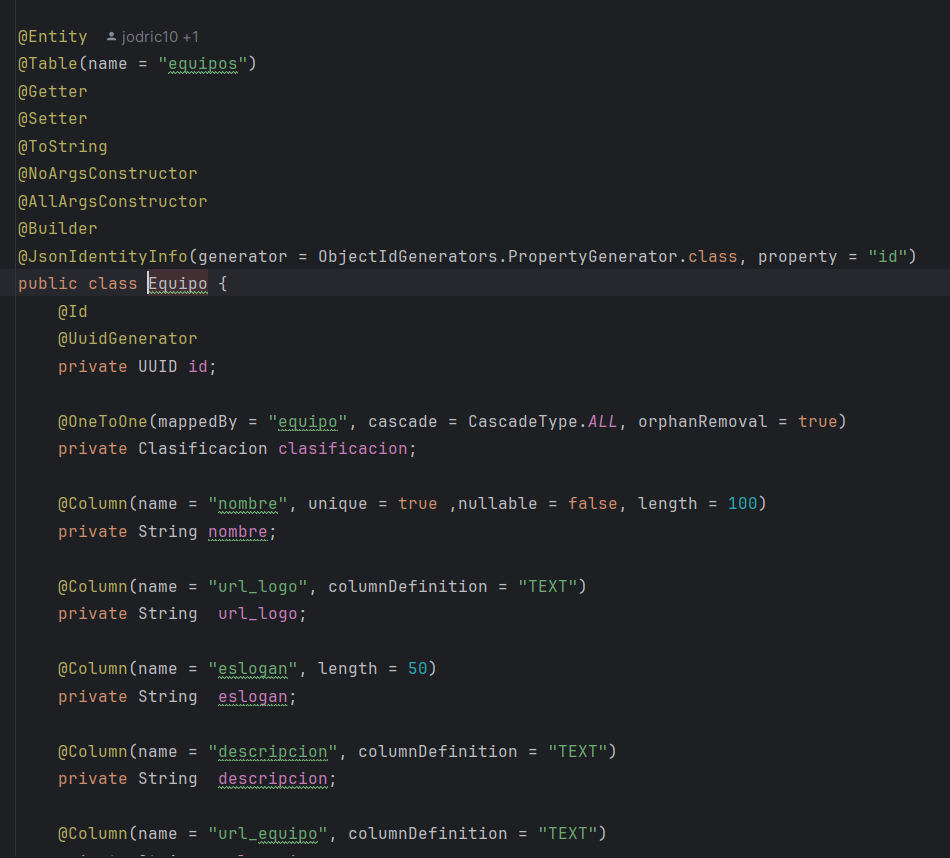 @Entity jodric10 +1
@Table(name = "equipos")
@Getter
@Setter
@ToString
@NoArgsConstructor
@AllArgsConstructor
@Builder
@JsonIdentityInfo(generator = ObjectIdGenerators.PropertyGenerator.class, property = "id")
public class Equipo {
@Id
@UuidGenerator
private UUID id;
@OneToOne(mappedBy = "equipo", cascade = CascadeType.ALL, orphanRemoval = true)
private Clasificacion clasificacion;
@Column(name = "nombre", unique = true ,nullable = false, length = 100)
private String nombre;
@Column(name = "url_logo", columnDefinition = "TEXT")
private String  url_logo;
@Column(name = "eslogan", length = 50)
private String  eslogan;
@Column(name = "descripcion", columnDefinition = "TEXT")
private String  descripcion;
@Column(name = "url_equipo", columnDefinition = "TEXT")